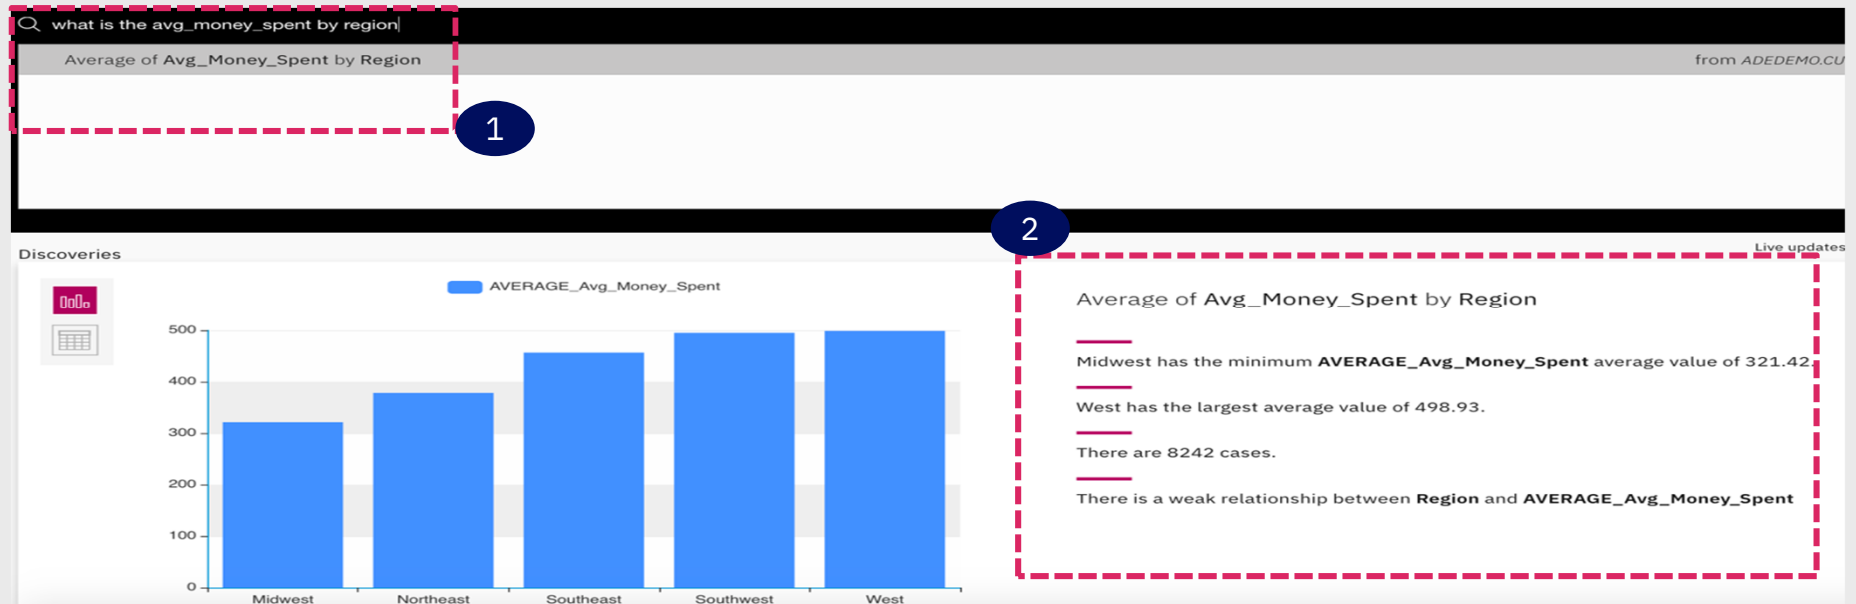 what is the avg_money_spent by region
Average of Avg_Money_Spent by Region
from ADEDEMO.CU
1
2
Discoveries
Live updates
AVERAGE_Avg_Money_Spent
500
400
300
200
100
0
Midwest Northeast Southeast Southwest West
Average of Avg_Money_Spent by Region
Midwest has the minimum AVERAGE_Avg_Money_Spent average value of 321.42.
West has the largest average value of 498.93.
There are 8242 cases.
There is a weak relationship between Region and AVERAGE_Avg_Money_Spent